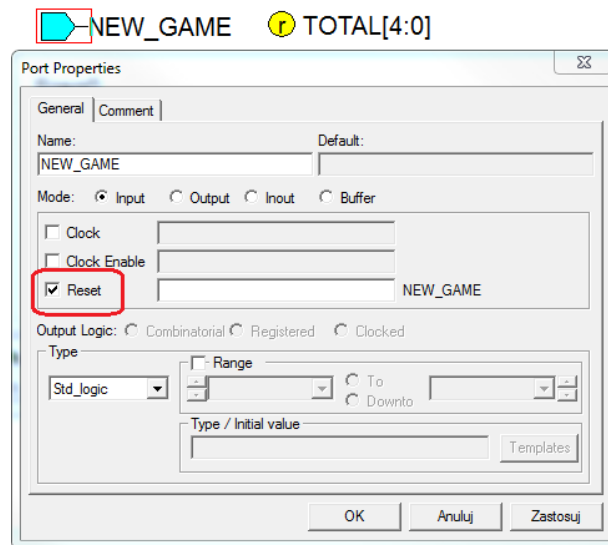 NEW_GAME r TOTAL[4:0]
Port Properties
General Comment
Name: Default:
NEW_GAME
Mode: Input Output Inout Buffer
Clock
Clock Enable
Reset NEW_GAME
Output Logic: Combinatorial Registered Clocked
Type Range
Std_logic To
Downto
Type / Initial value
Templates
OK Anuluj Zastosuj